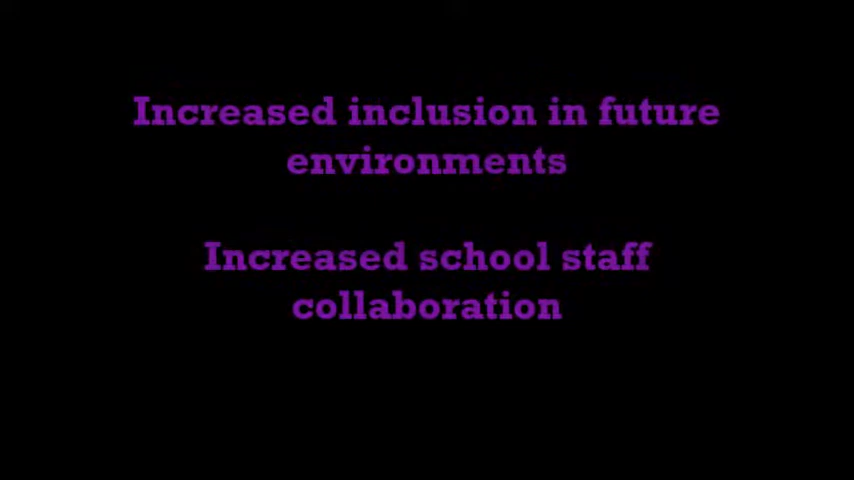 Increased inclusion in future
environments
Increased school staff
collaboration